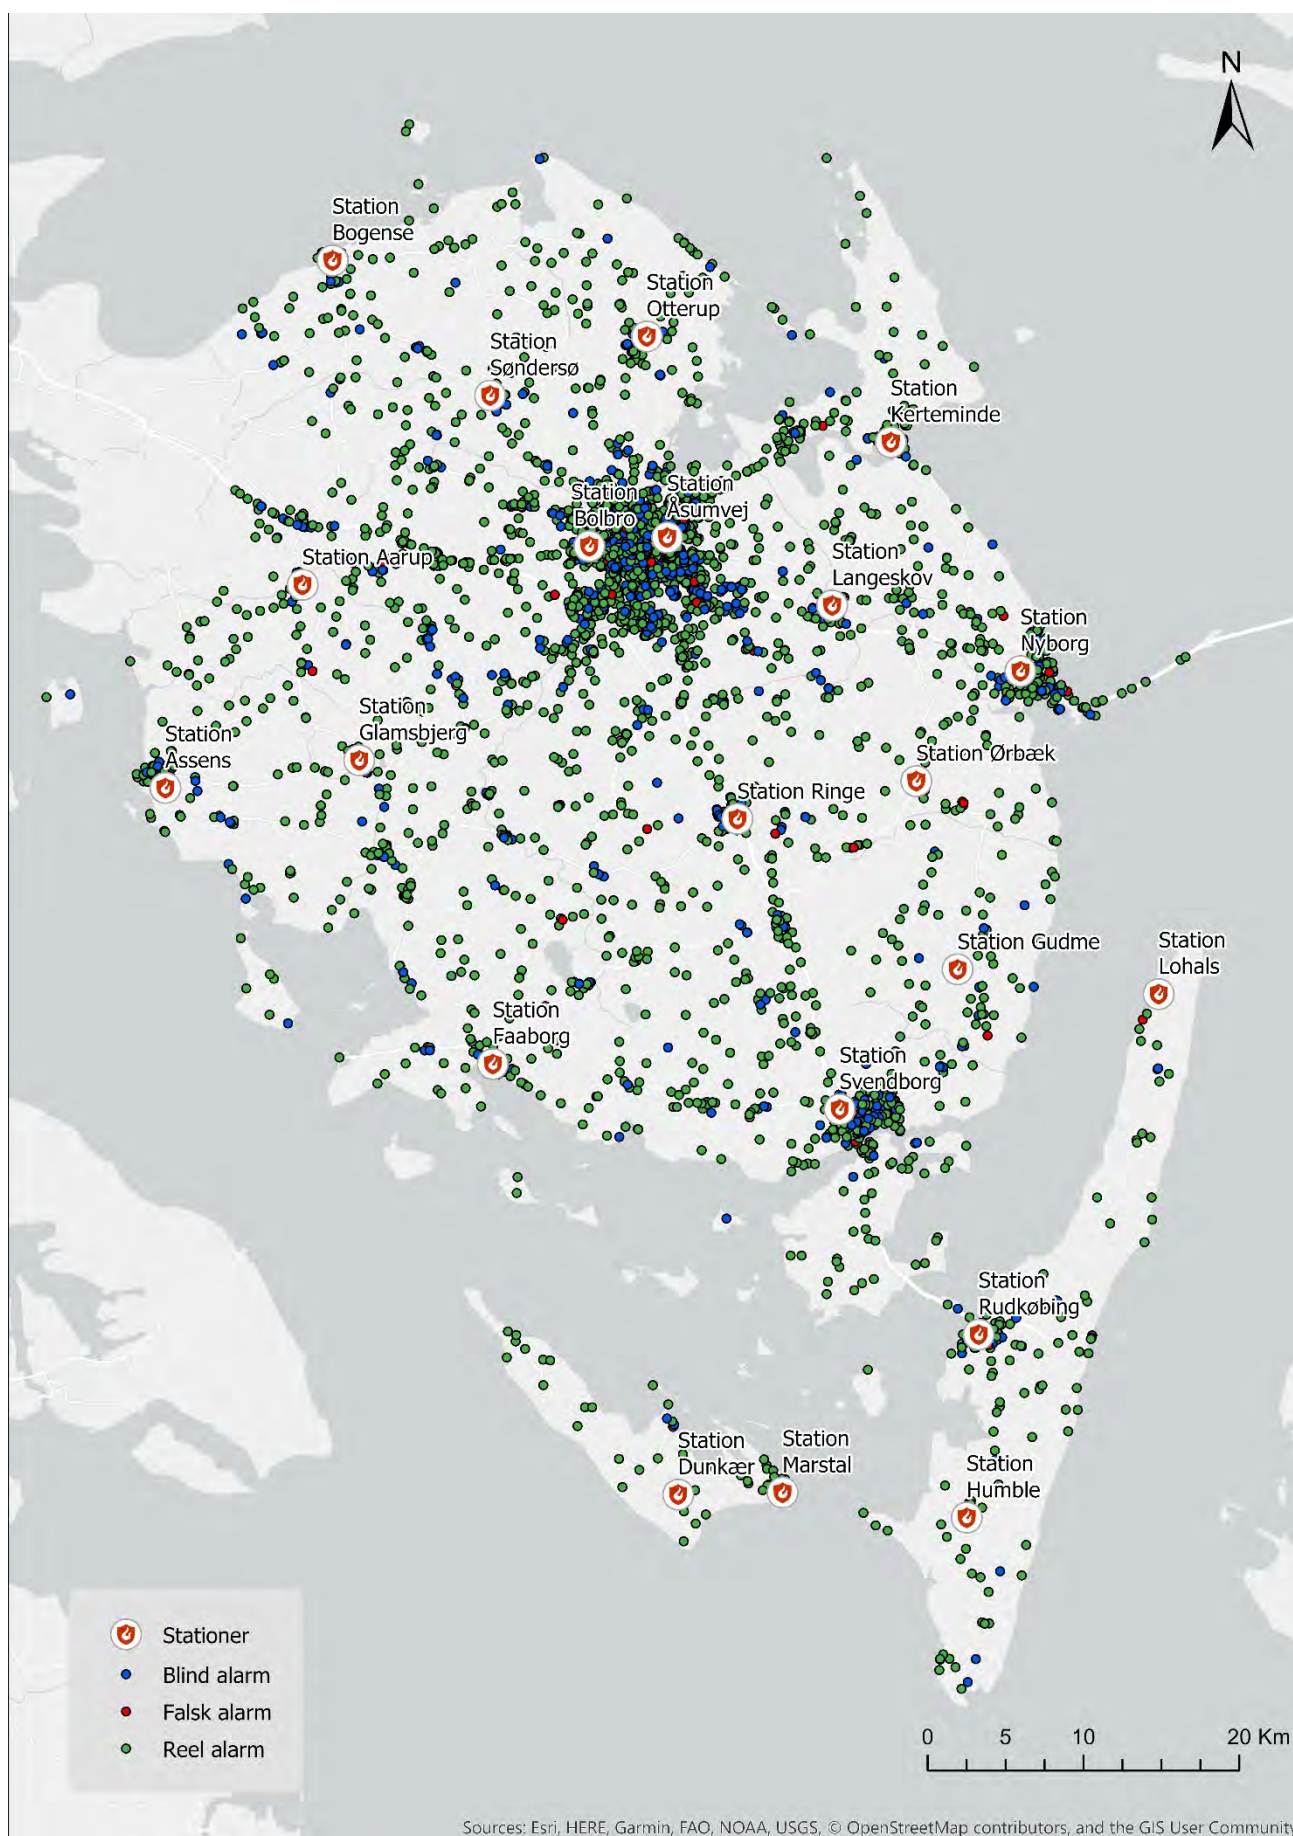 N
Station
Bogense
Station
Otterup
Station
Søndersø
Station
Kerteminde
Station
Åsumvej
Station
Bolbro
Station Aarup
Station
Langeskov
Station
Nyborg
Station
Glamsbjerg
Station
Assens
Station Ørbæk
Station Ringe
Station Gudme
Station
Lohals
Station
Faaborg
Station
Svendborg
Station
Rudkøbing
Station
Dunkær
Station
Marstal
Station
Humble
Stationer
Blind alarm
Falsk alarm
Reel alarm
0 5 10 20 Km
Sources: Esri, HERE, Garmin, FAO, NOAA, USGS, © OpenStreetMap contributors, and the GIS User Community